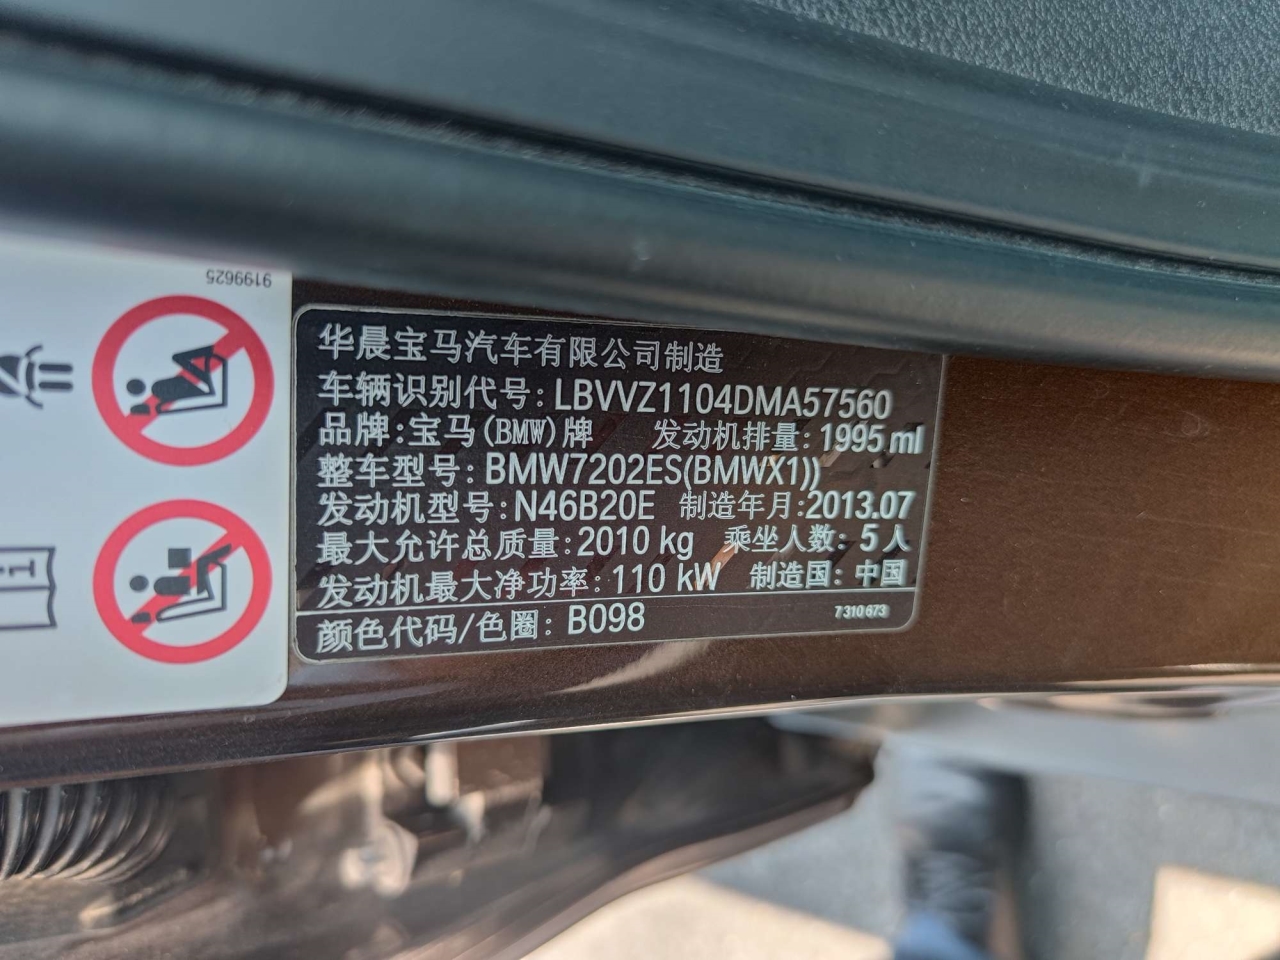 9199625
华晨宝马汽车有限公司制造
车辆识别代号: LBVVZ1104DMA57560
品牌:宝马(BMW)牌 发动机排量: 1995 ml
整车型号: BMW7202ES(BMWX1))
发动机型号: N46B20E 制造年月:2013.07
最大允许总质量: 2010 kg 乘坐人数: 5人
发动机最大净功率: 110 kW 制造国: 中国
颜色代码/色圈: B098 7 310 673